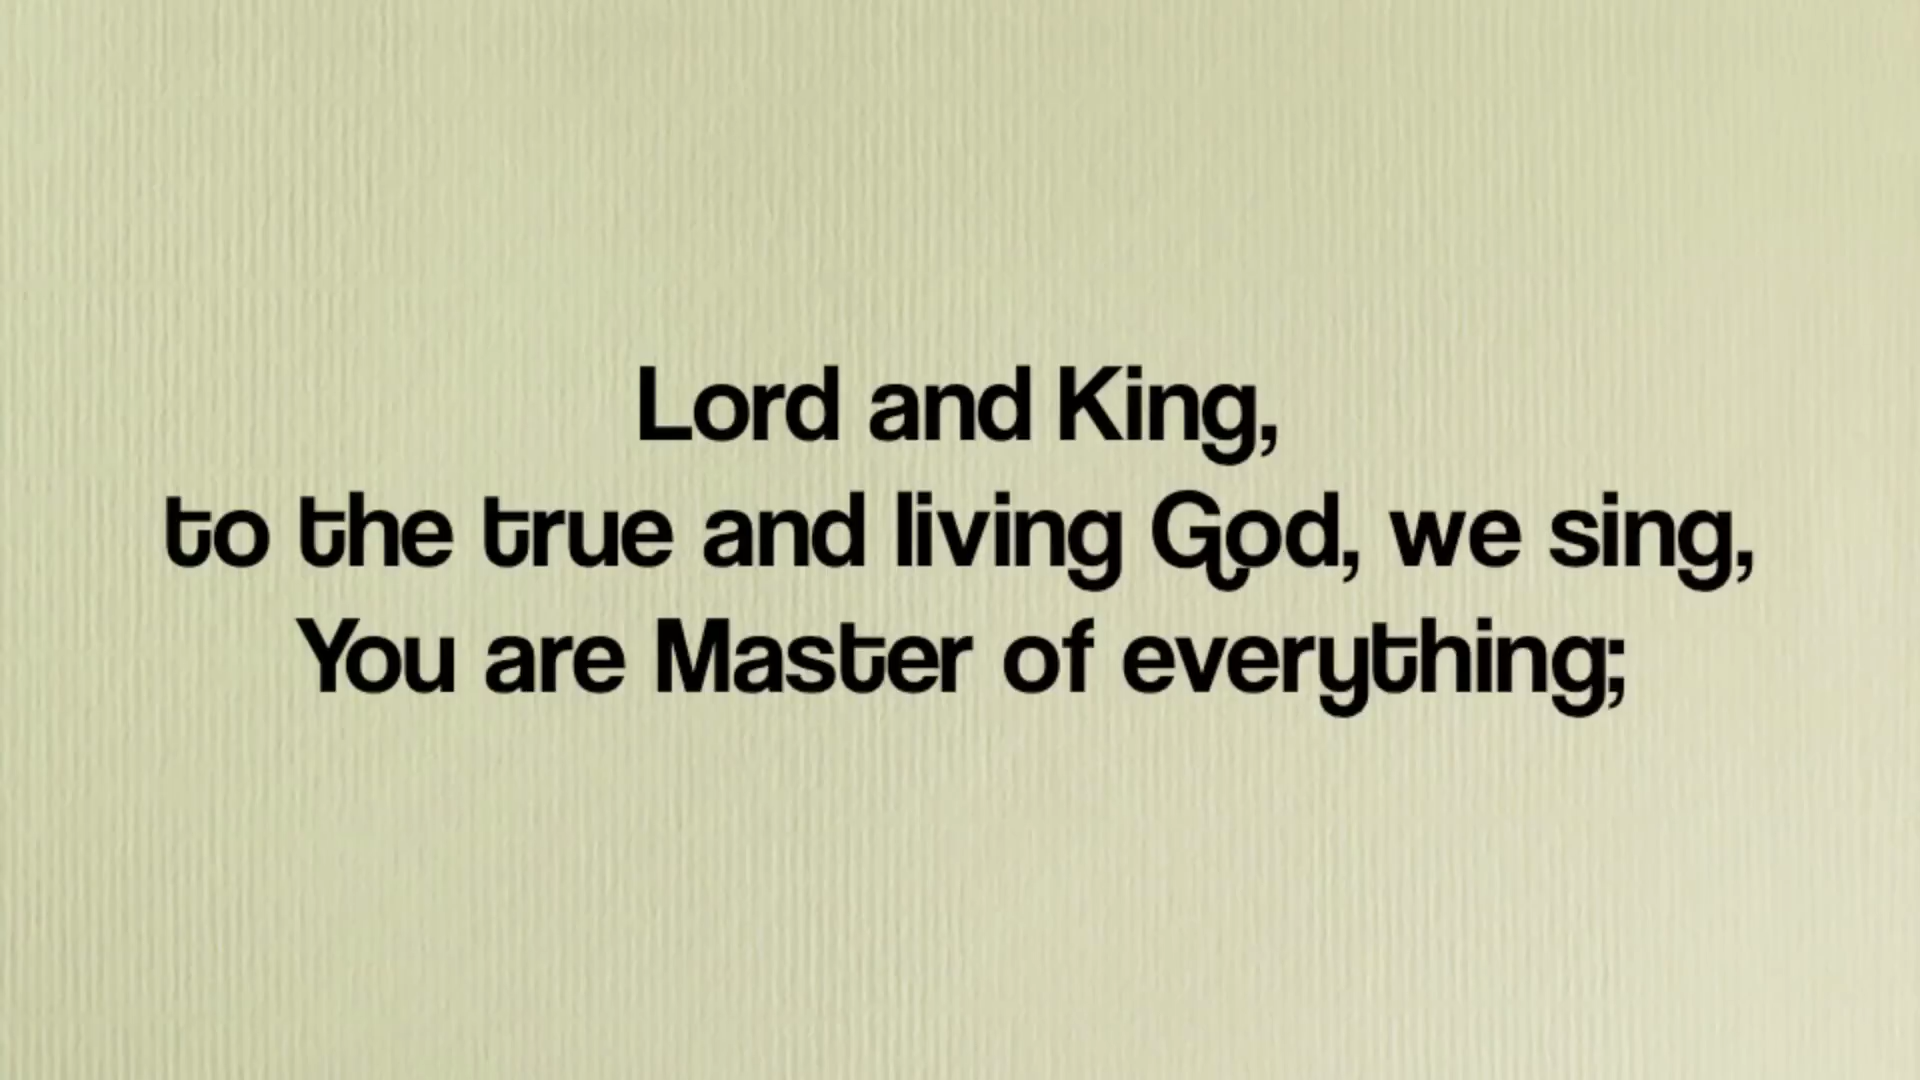 Lord and King,
to the true and living God, we sing,
You are Master of everything;